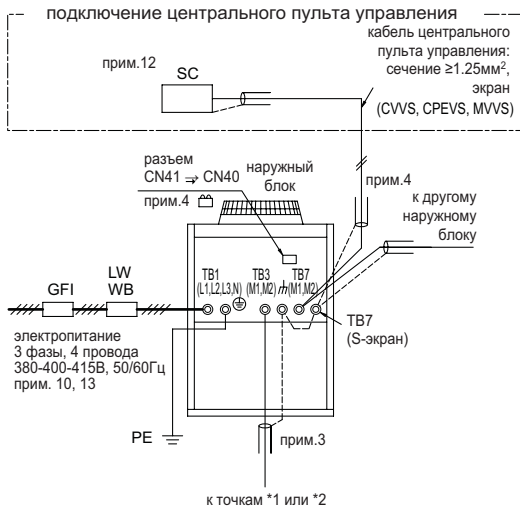 подключение центрального пульта управления
кабель центрального
пульта управления:
сечение ≥1.25мм²,
экран
(CVVS, CPEVS, MVVS)
прим.12
SC
разъем
CN41 ⇒ CN40
прим.4
наружный
блок
прим.4
к другому
наружному
блоку
LW
GFI
WB
TB1
(L1,L2,L3,N)
TB3
(M1,M2)
TB7
(M1,M2)
TB7
(S-экран)
электропитание
3 фазы, 4 провода
380-400-415В, 50/60Гц
прим. 10, 13
PE
прим.3
к точкам *1 или *2